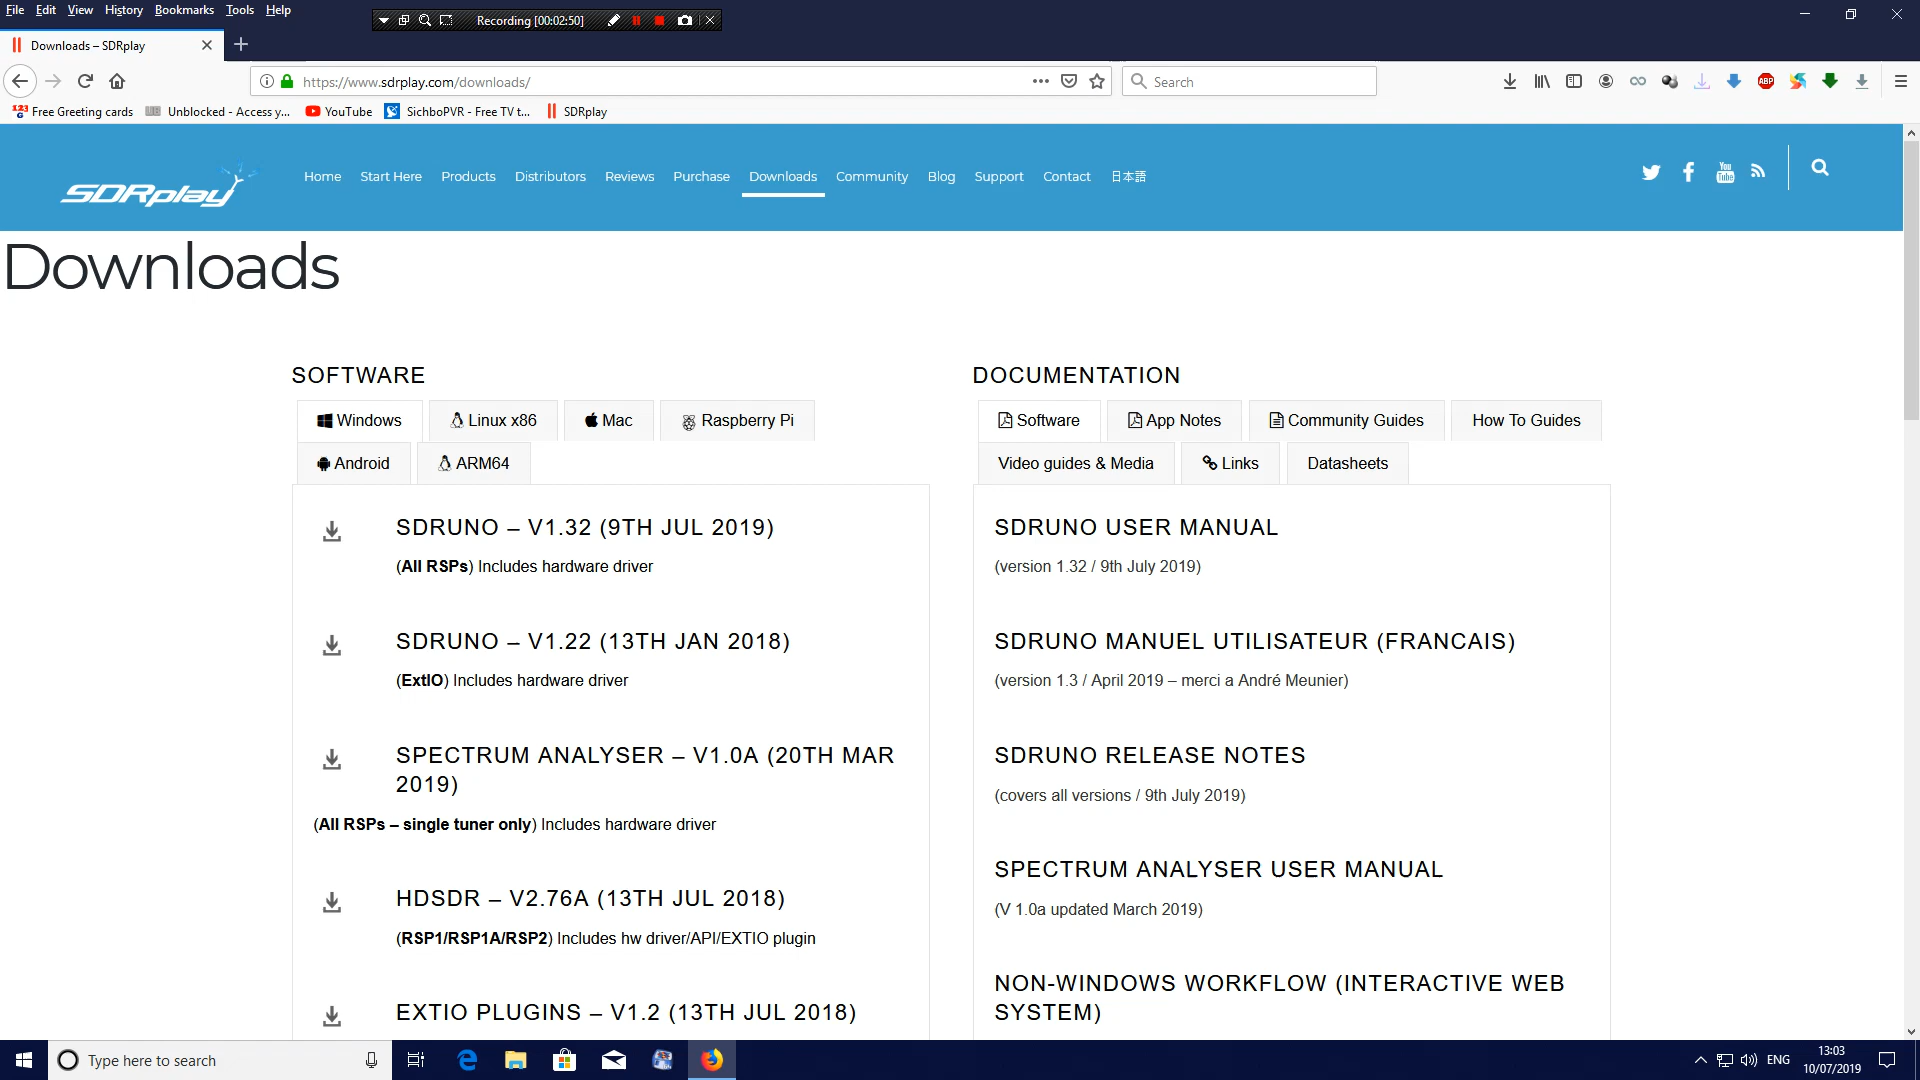 File Edit View History Bookmarks Tools Help
Recording [00:02:50]
Downloads – SDRplay
https://www.sdrplay.com/downloads/
Search
ABP
123 Free Greeting cards
Unblocked - Access y...
YouTube
SichboPVR - Free TV t...
SDRplay
SDRplay
Home Start Here Products Distributors Reviews Purchase Downloads Community Blog Support Contact 日本語
You Tube
Downloads
SOFTWARE
Windows Linux x86 Mac Raspberry Pi
Android ARM64
SDRUNO – V1.32 (9TH JUL 2019)
(All RSPs) Includes hardware driver
SDRUNO – V1.22 (13TH JAN 2018)
(ExtIO) Includes hardware driver
SPECTRUM ANALYSER – V1.0A (20TH MAR
2019)
(All RSPs – single tuner only) Includes hardware driver
HDSDR – V2.76A (13TH JUL 2018)
(RSP1/RSP1A/RSP2) Includes hw driver/API/EXTIO plugin
EXTIO PLUGINS – V1.2 (13TH JUL 2018)
DOCUMENTATION
Software App Notes Community Guides How To Guides
Video guides & Media Links Datasheets
SDRUNO USER MANUAL
(version 1.32 / 9th July 2019)
SDRUNO MANUEL UTILISATEUR (FRANCAIS)
(version 1.3 / April 2019 – merci a André Meunier)
SDRUNO RELEASE NOTES
(covers all versions / 9th July 2019)
SPECTRUM ANALYSER USER MANUAL
(V 1.0a updated March 2019)
NON-WINDOWS WORKFLOW (INTERACTIVE WEB
SYSTEM)
Type here to search
ENG
13:03
10/07/2019